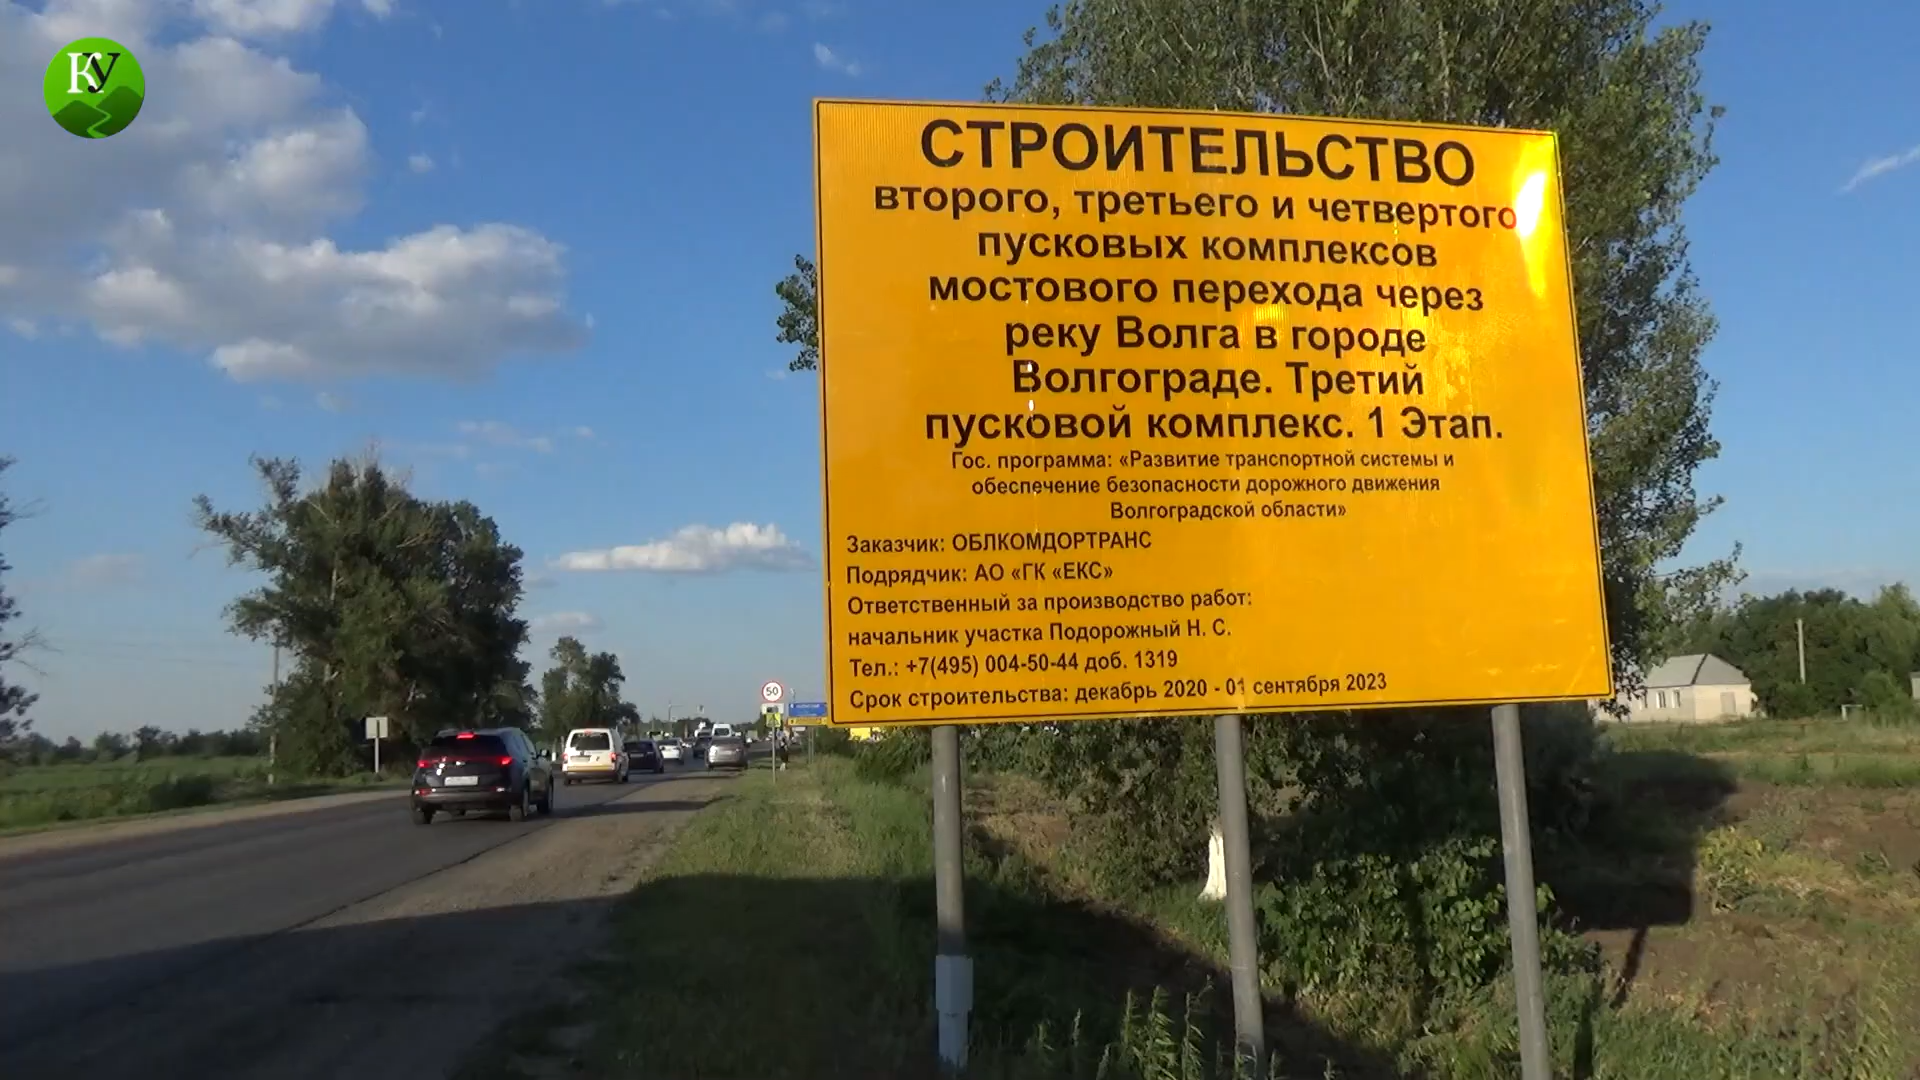 КУ
СТРОИТЕЛЬСТВО
второго, третьего и четвертого
пусковых комплексов
мостового перехода через
реку Волга в городе
Волгограде. Третий
пусковой комплекс. 1 Этап.
Гос. программа: «Развитие транспортной системы и
обеспечение безопасности дорожного движения
Волгоградской области»
Заказчик: ОБЛКОМДОРТРАНС
Подрядчик: АО «ГК «ЕКС»
Ответственный за производство работ:
начальник участка Подорожный Н. С.
Тел.: +7(495) 004-50-44 доб. 1319
Срок строительства: декабрь 2020 - 01 сентября 2023
50